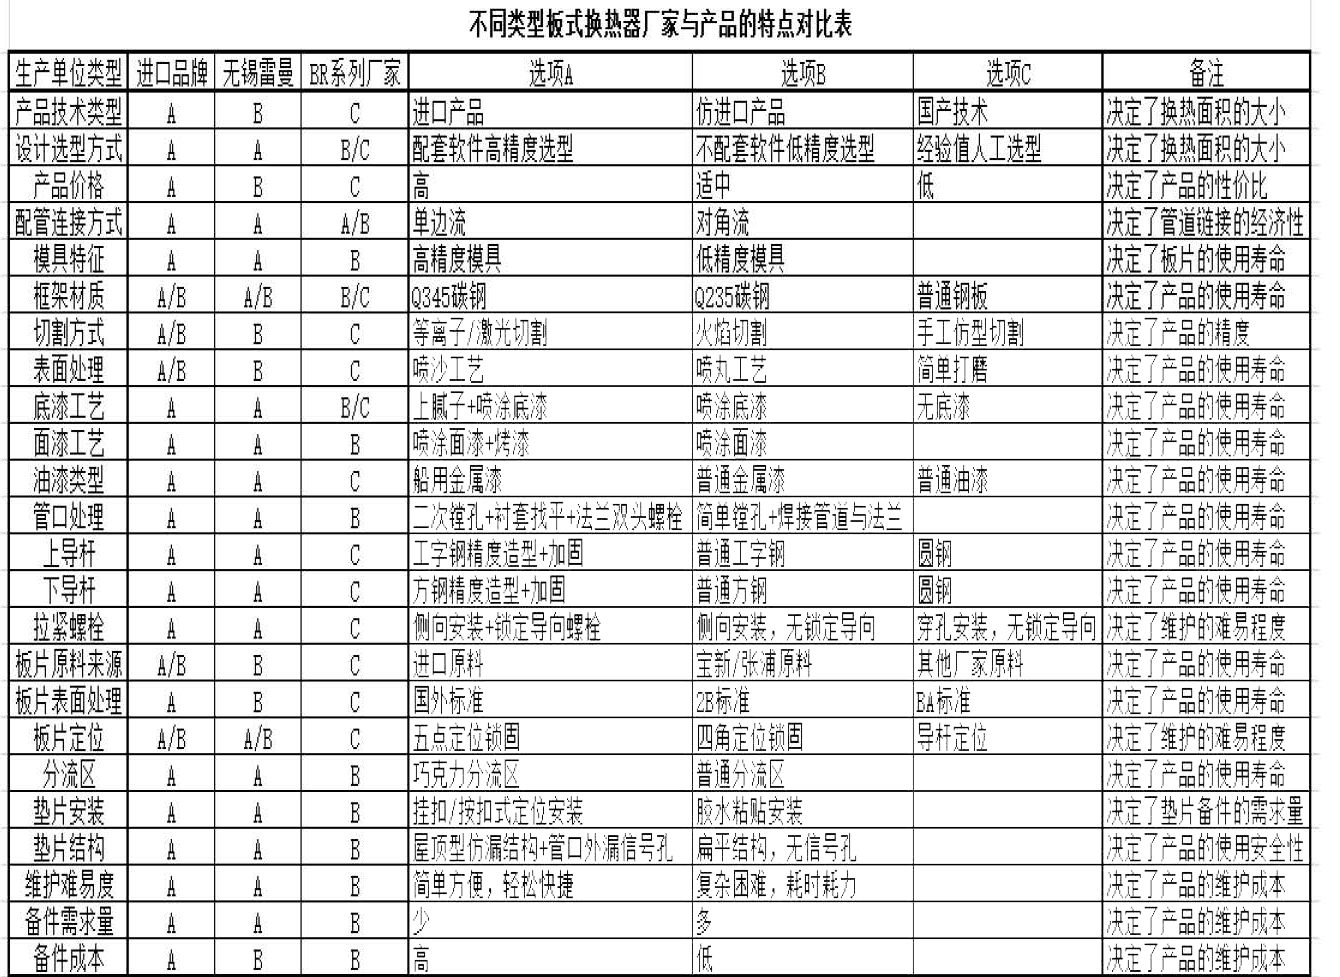 不同类型板式换热器厂家与产品的特点对比表
生产单位类型 进口品牌 无锡雷曼 BR系列厂家 选项A 选项B 选项C 备注
产品技术类型 A B C 进口产品 仿进口产品 国产技术 决定了换热面积的大小
设计选型方式 A A B/C 配套软件高精度选型 不配套软件低精度选型 经验值人工选型 决定了换热面积的大小
产品价格 A B C 高 适中 低 决定了产品的性价比
配管连接方式 A A A/B 单边流 对角流 决定了管道链接的经济性
模具特征 A A B 高精度模具 低精度模具 决定了板片的使用寿命
框架材质 A/B A/B B/C Q345碳钢 Q235碳钢 普通钢板 决定了产品的使用寿命
切割方式 A/B B C 等离子/激光切割 火焰切割 手工仿型切割 决定了产品的精度
表面处理 A/B B C 喷沙工艺 喷丸工艺 简单打磨 决定了产品的使用寿命
底漆工艺 A A B/C 上腻子+喷涂底漆 喷涂底漆 无底漆 决定了产品的使用寿命
面漆工艺 A A B 喷涂面漆+烤漆 喷涂面漆 决定了产品的使用寿命
油漆类型 A A C 船用金属漆 普通金属漆 普通油漆 决定了产品的使用寿命
管口处理 A A B 二次镗孔+衬套找平+法兰双头螺栓 简单镗孔+焊接管道与法兰 决定了产品的使用寿命
上导杆 A A C 工字钢精度造型+加固 普通工字钢 圆钢 决定了产品的使用寿命
下导杆 A A C 方钢精度造型+加固 普通方钢 圆钢 决定了产品的使用寿命
拉紧螺栓 A A C 侧向安装+锁定导向螺栓 侧向安装，无锁定导向 穿孔安装，无锁定导向 决定了维护的难易程度
板片原料来源 A/B B C 进口原料 宝新/张浦原料 其他厂家原料 决定了产品的使用寿命
板片表面处理 A B C 国外标准 2B标准 BA标准 决定了产品的使用寿命
板片定位 A/B A/B C 五点定位锁固 四角定位锁固 导杆定位 决定了维护的难易程度
分流区 A A B 巧克力分流区 普通分流区 决定了产品的使用寿命
垫片安装 A A B 挂扣/按扣式定位安装 胶水粘贴安装 决定了垫片备件的需求量
垫片结构 A A B 屋顶型仿漏结构+管口外漏信号孔 扁平结构，无信号孔 决定了产品的使用安全性
维护难易度 A A B 简单方便，轻松快捷 复杂困难，耗时耗力 决定了产品的维护成本
备件需求量 A A B 少 多 决定了产品的维护成本
备件成本 A B B 高 低 决定了产品的维护成本